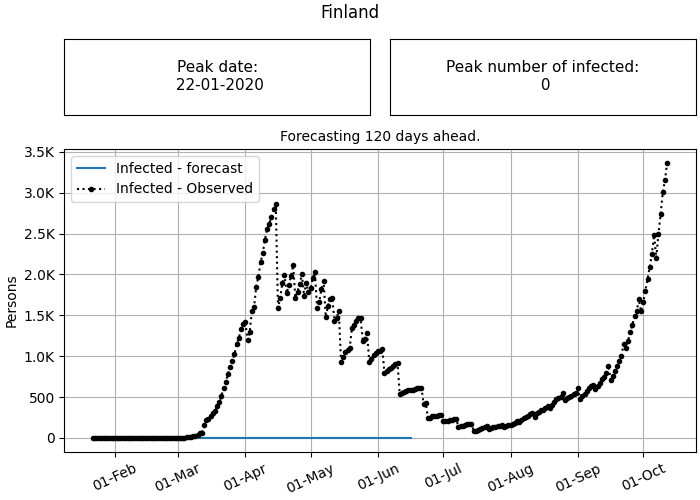 Finland
Peak date:
22-01-2020
Peak number of infected:
0
Forecasting 120 days ahead.
Infected - forecast
Infected - Observed
3.5K
3.0K
2.5K
2.0K
1.5K
1.0K
500
0
Persons
01-Feb
01-Mar
01-Apr
01-May
01-Jun
01-Jul
01-Aug
01-Sep
01-Oct